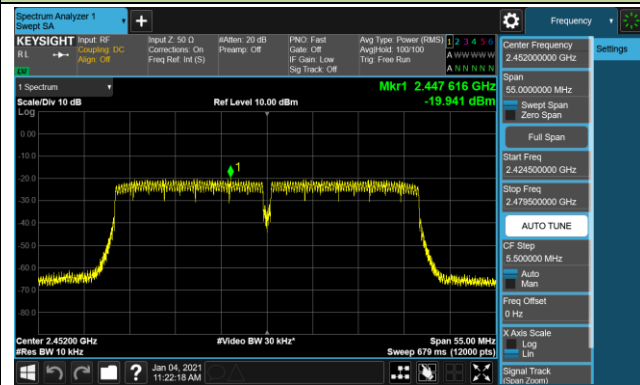 Spectrum Analyzer 1
Swept SA
Frequency
KEYSIGHT
RL
Input: RF
Coupling: DC
Align: Off
Input Z: 50 Ω
Corrections: On
Freq Ref: Int (S)
#Atten: 20 dB
Preamp: Off
PNO: Fast
Gate: Off
IF Gain: Low
Sig Track: Off
Avg Type: Power (RMS)
Avg|Hold: 100/100
Trig: Free Run
1 2 3 4 5 6
A W W W W W
A N N N N N
1 Spectrum
Scale/Div 10 dB
Log
Ref Level 10.00 dBm
Mkr1 2.447 616 GHz
-19.941 dBm
0.00
-10.0
-20.0
-30.0
-40.0
-50.0
-60.0
-70.0
-80.0
1
Center 2.45200 GHz
#Res BW 10 kHz
#Video BW 30 kHz*
Span 55.00 MHz
Sweep 679 ms (12000 pts)
Jan 04, 2021
11:22:18 AM
Center Frequency
2.452000000 GHz
Span
55.0000000 MHz
Swept Span
Zero Span
Full Span
Start Freq
2.424500000 GHz
Stop Freq
2.479500000 GHz
AUTO TUNE
CF Step
5.500000 MHz
Auto
Man
Freq Offset
0 Hz
X Axis Scale
Log
Lin
Signal Track
(Span Zoom)
Settings